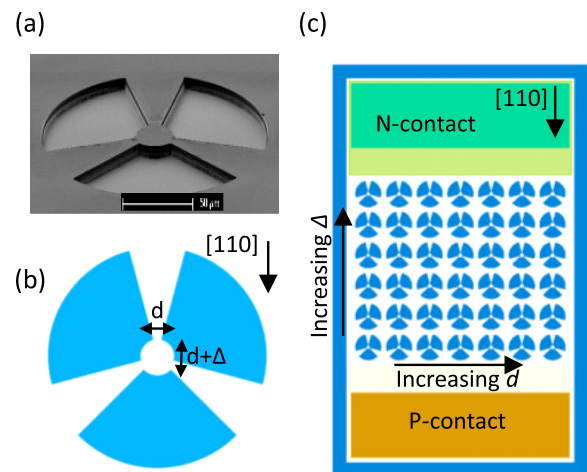 (a)
50 µm
(b)
[110]
d
d+Δ
(c)
[110]
N-contact
Increasing Δ
Increasing d
P-contact